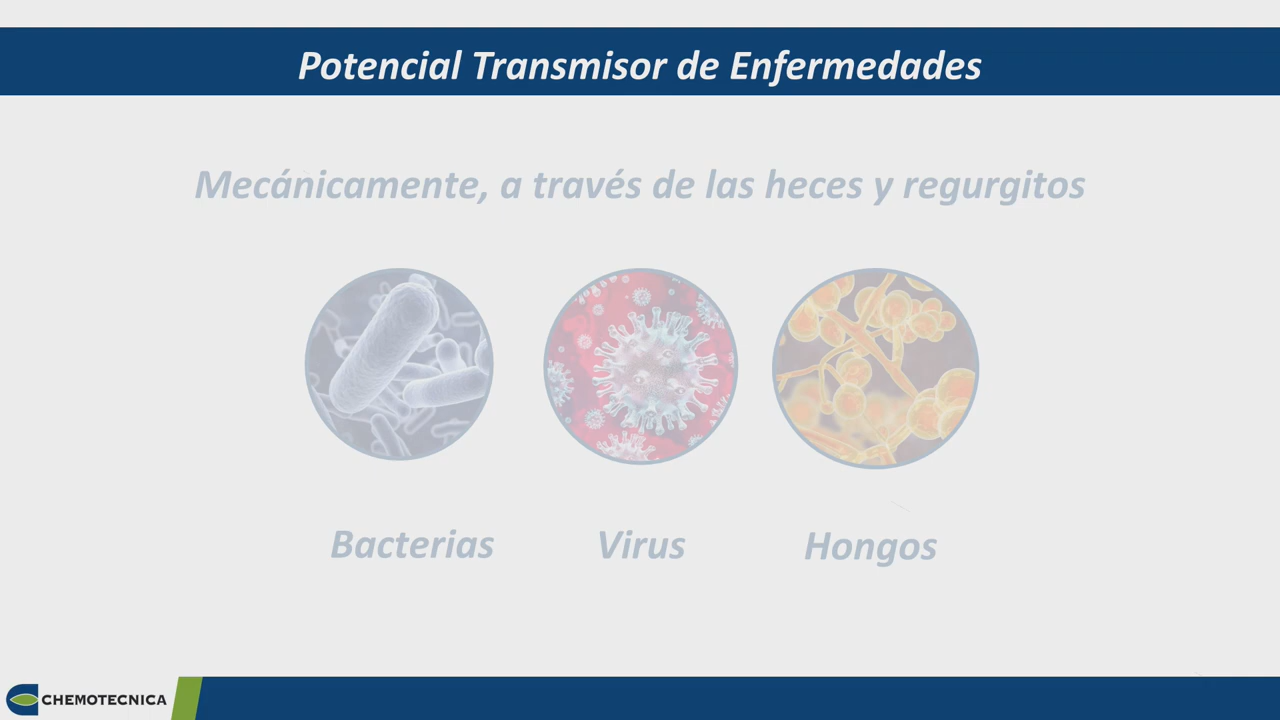 Potencial Transmisor de Enfermedades
Mecánicamente, a través de las heces y regurgitos
Bacterias
Virus
Hongos
CHEMOTECNICA